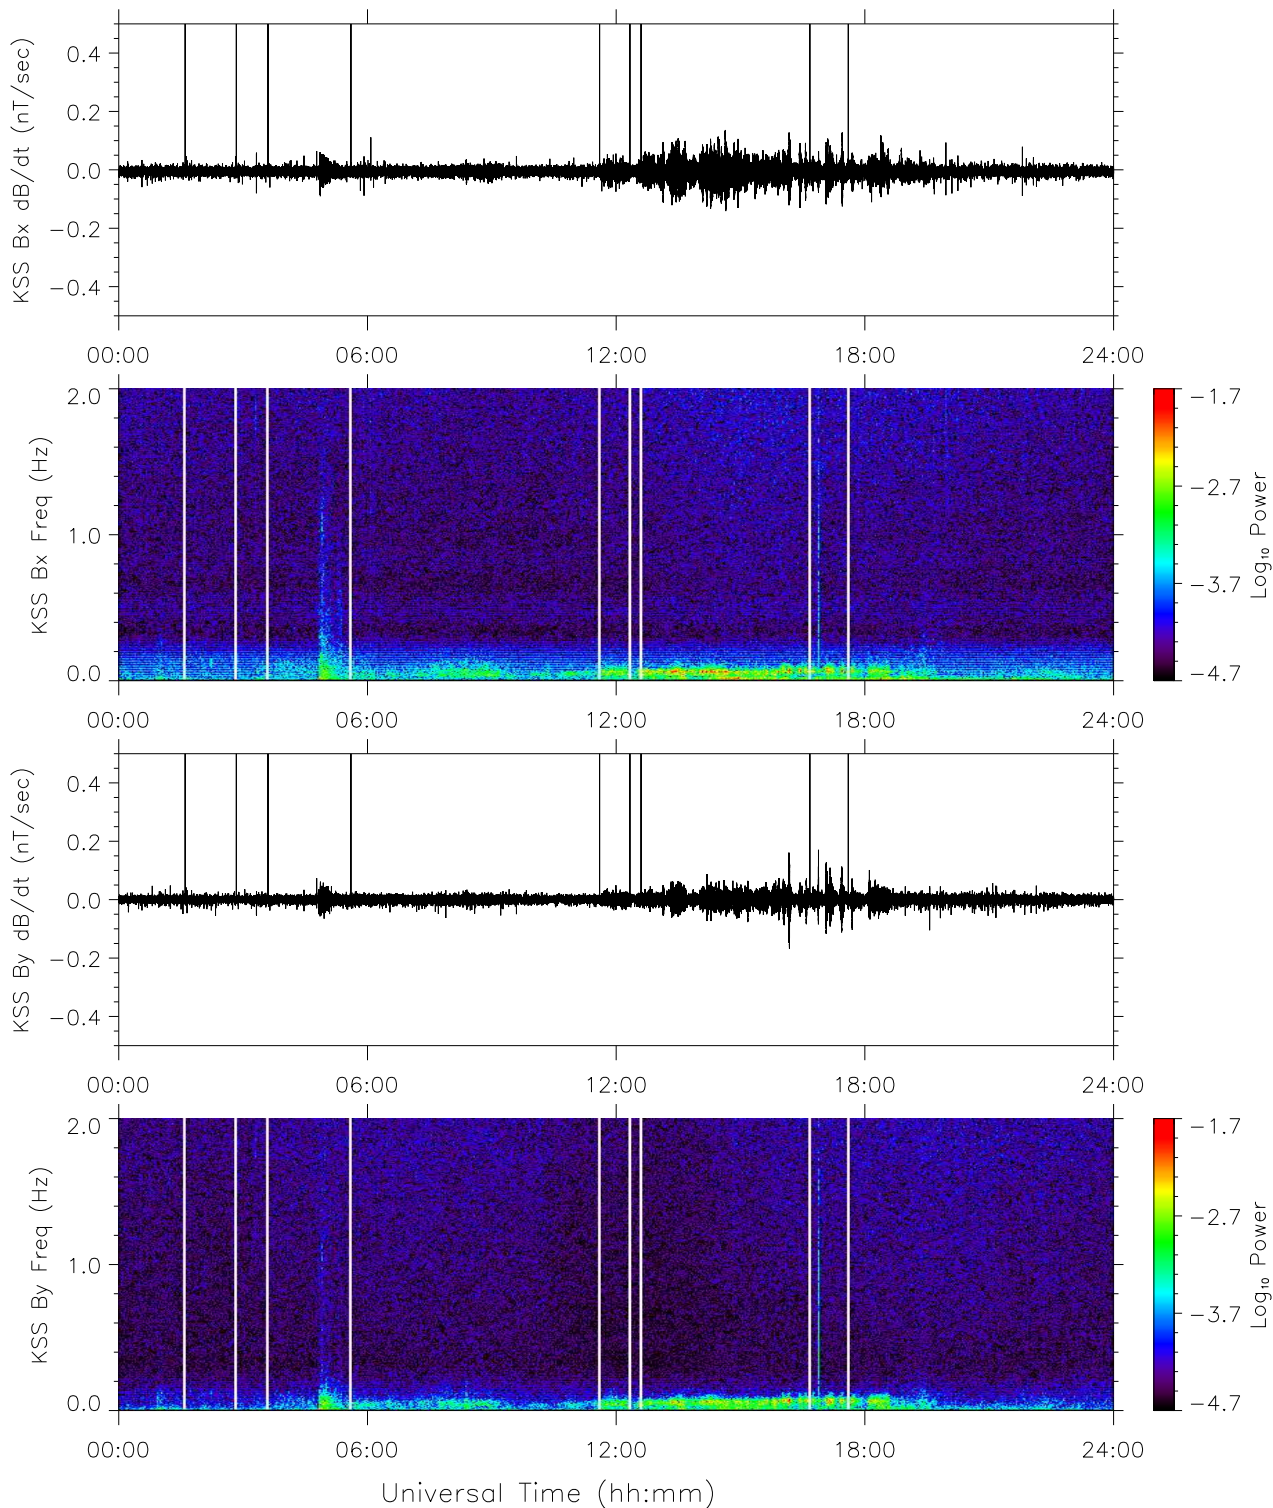 KSS Bx dB/dt (nT/sec)
0.4
0.2
0.0
−0.2
−0.4
00:00 06:00 12:00 18:00 24:00
KSS Bx Freq (Hz)
2.0
1.0
0.0
00:00 06:00 12:00 18:00 24:00
−1.7
−2.7
−3.7
−4.7
Log10 Power
KSS By dB/dt (nT/sec)
0.4
0.2
0.0
−0.2
−0.4
00:00 06:00 12:00 18:00 24:00
KSS By Freq (Hz)
2.0
1.0
0.0
00:00 06:00 12:00 18:00 24:00
−1.7
−2.7
−3.7
−4.7
Log10 Power
Universal Time (hh:mm)